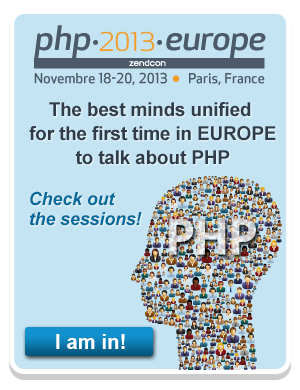 php·2013·europe
zendcon
Novembre 18-20, 2013 • Paris, France
The best minds unified
for the first time in EUROPE
to talk about PHP
Check out
the sessions!
PHP
I am in!